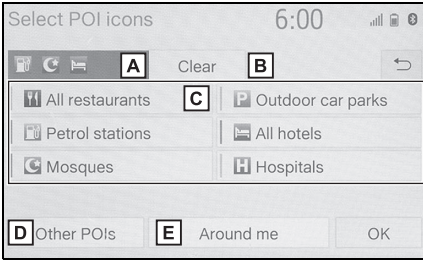 Select POI icons 6:00
A Clear B
All restaurants C P Outdoor car parks
Petrol stations All hotels
Mosques H Hospitals
D Other POIs E Around me OK